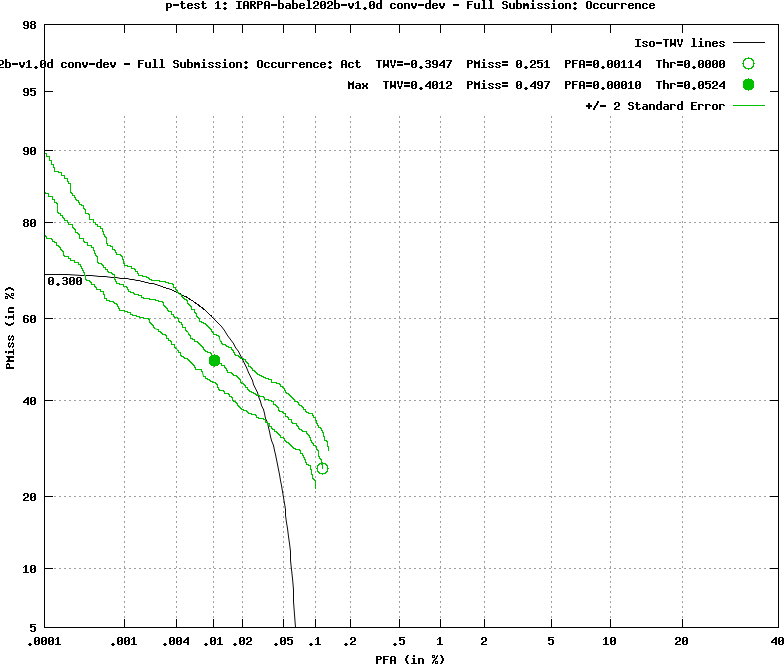 p-test 1: IARPA-babel202b-v1.0d conv-dev - Full Submission: Occurrence
Iso-TWV lines
2b-v1.0d conv-dev - Full Submission: Occurrence: Act TWV=-0.3947 PMiss= 0.251 PFA=0.00114 Thr=0.0000
Max TWV=0.4012 PMiss= 0.497 PFA=0.00010 Thr=0.0524
+/- 2 Standard Error
98
95
90
80
60
40
20
10
5
0.300
PMiss (in %)
.0001 .001 .004 .01 .02 .05 .1 .2 .5 1 2 5 10 20 40
PFA (in %)